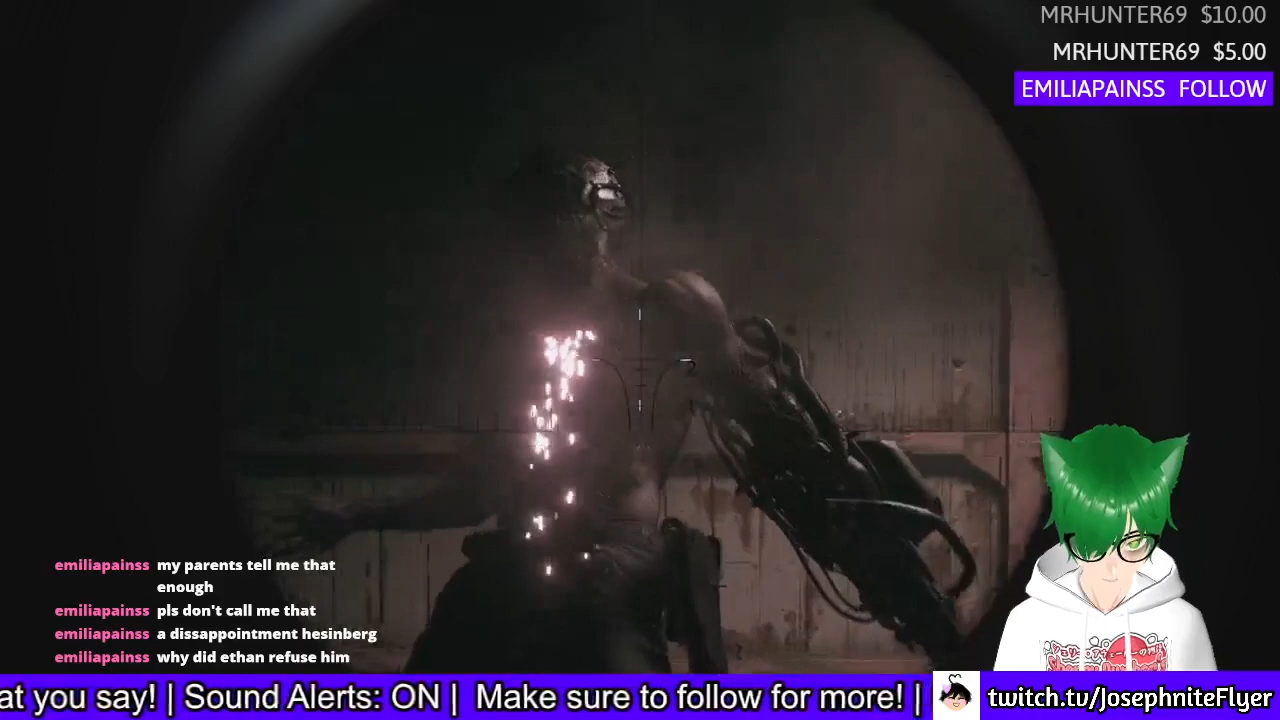 MRHUNTER69 $10.00
MRHUNTER69 $5.00
EMILIAPAINSS FOLLOW
emiliapainss my parents tell me that
enough
emiliapainss pls don't call me that
emiliapainss a dissappointment hesinberg
emiliapainss why did ethan refuse him
at you say! | Sound Alerts: ON | Make sure to follow for more! |
twitch.tv/JosephniteFlyer